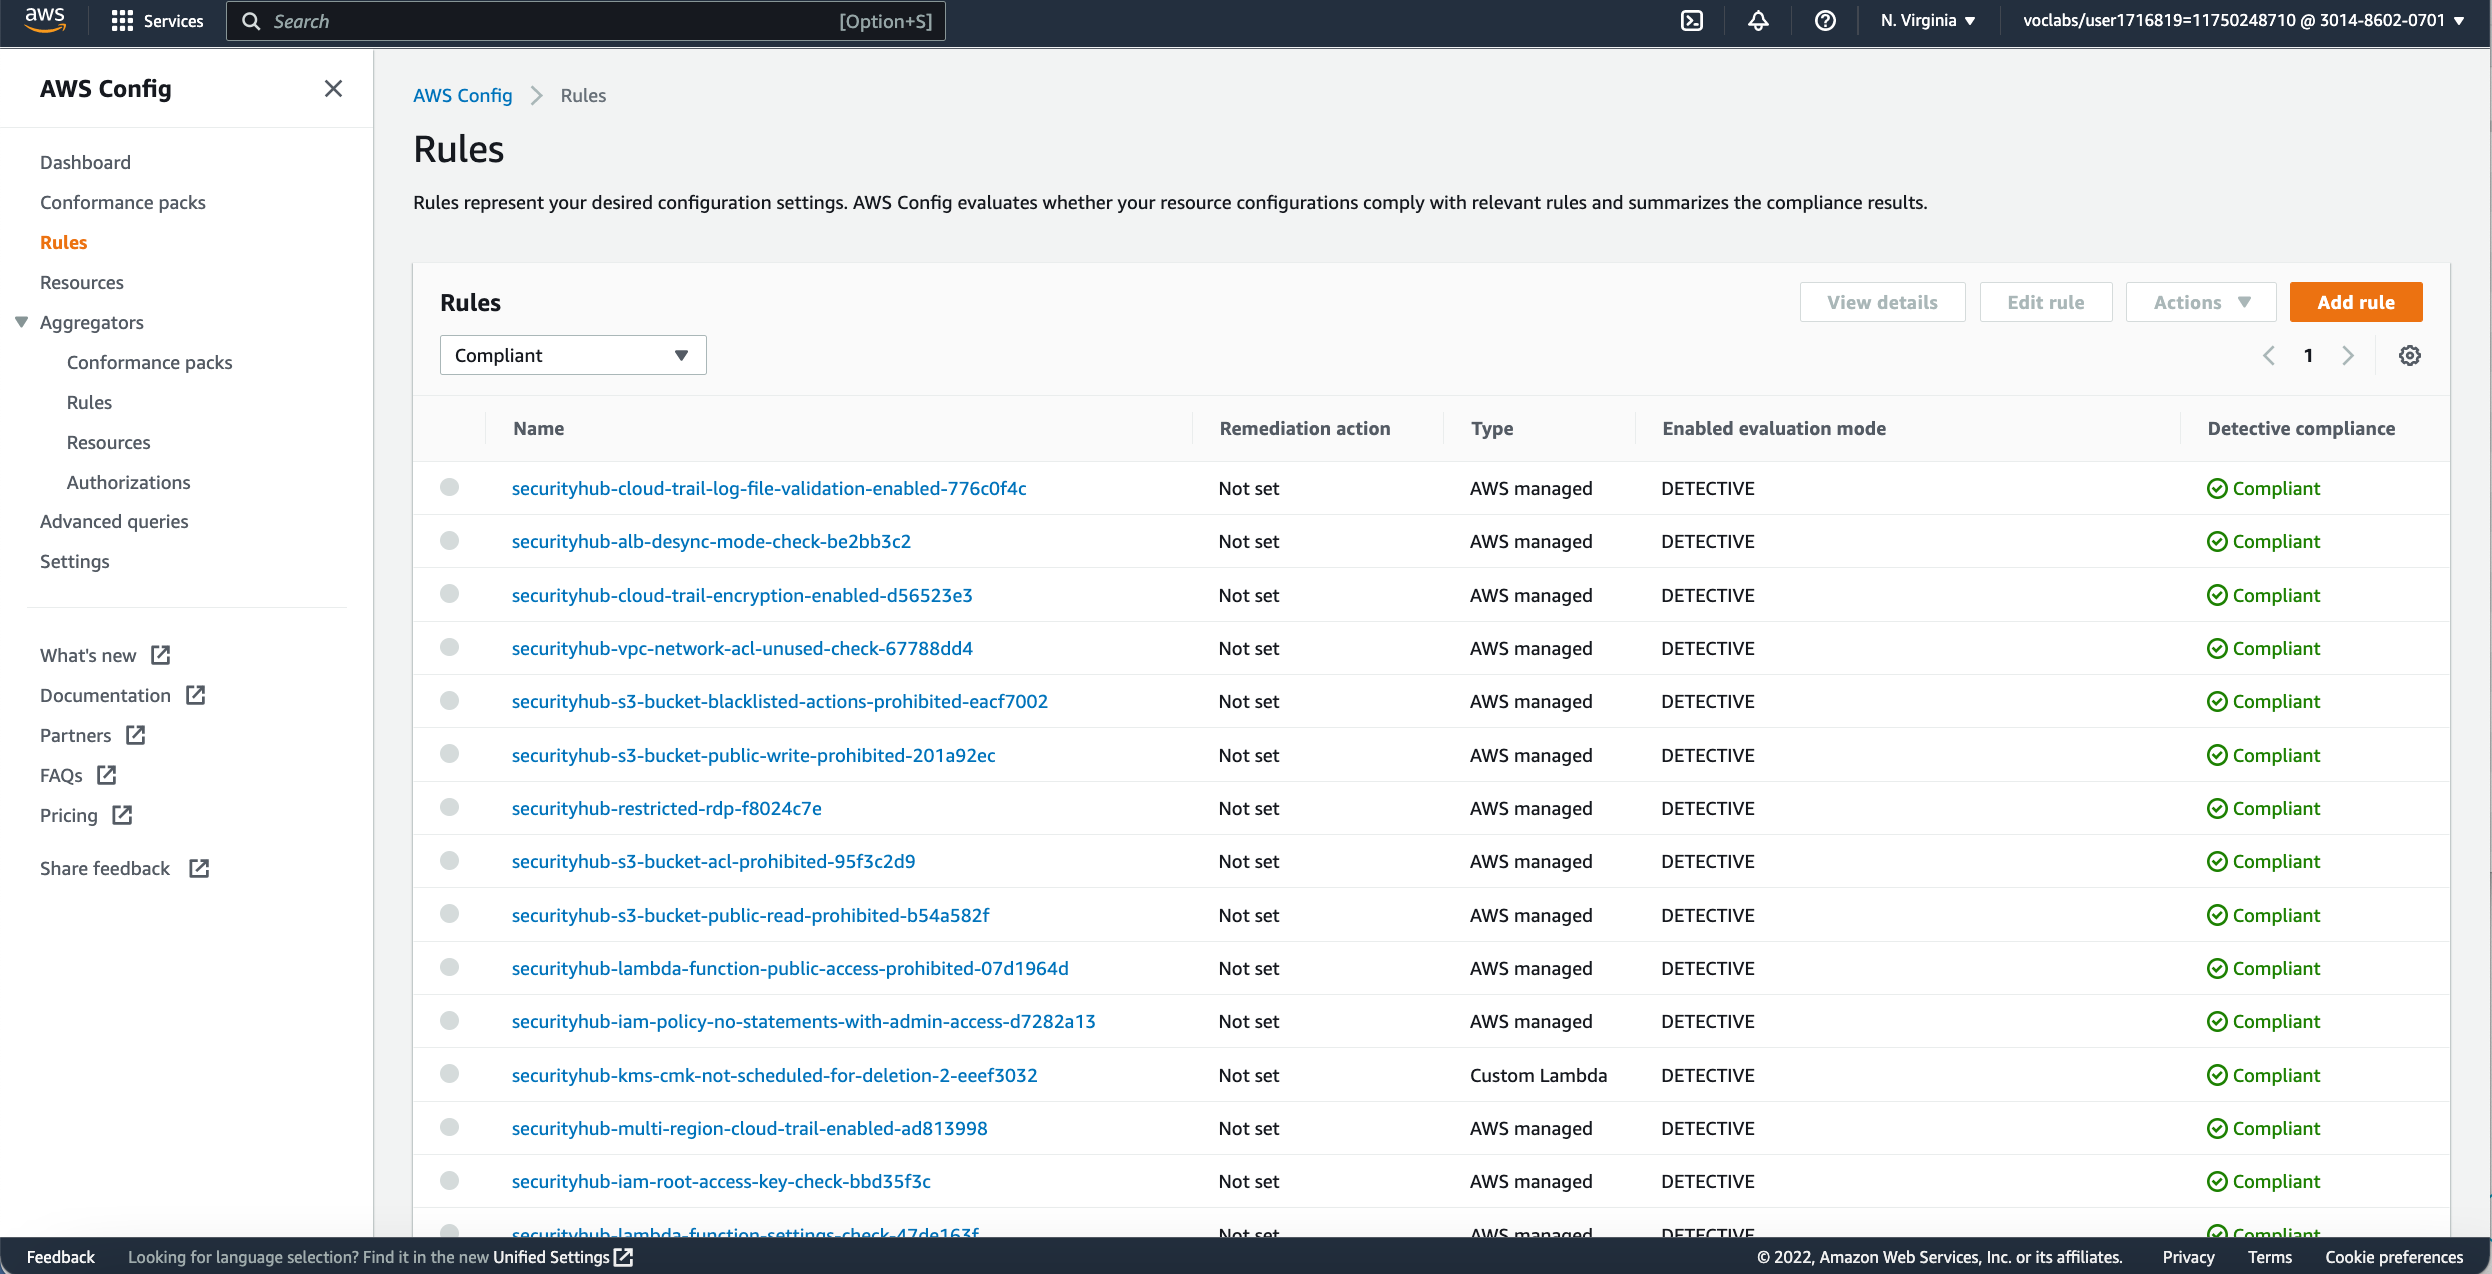 aws
Services
Search [Option+S]
N. Virginia
voclabs/user1716819=11750248710 @ 3014-8602-0701
AWS Config
Dashboard
Conformance packs
Rules
Resources
Aggregators
Conformance packs
Rules
Resources
Authorizations
Advanced queries
Settings
What's new
Documentation
Partners
FAQs
Pricing
Share feedback
AWS Config Rules
Rules
Rules represent your desired configuration settings. AWS Config evaluates whether your resource configurations comply with relevant rules and summarizes the compliance results.
Rules
View details Edit rule Actions Add rule
Compliant
1
Name Remediation action Type Enabled evaluation mode Detective compliance
securityhub-cloud-trail-log-file-validation-enabled-776c0f4c Not set AWS managed DETECTIVE Compliant
securityhub-alb-desync-mode-check-be2bb3c2 Not set AWS managed DETECTIVE Compliant
securityhub-cloud-trail-encryption-enabled-d56523e3 Not set AWS managed DETECTIVE Compliant
securityhub-vpc-network-acl-unused-check-67788dd4 Not set AWS managed DETECTIVE Compliant
securityhub-s3-bucket-blacklisted-actions-prohibited-eacf7002 Not set AWS managed DETECTIVE Compliant
securityhub-s3-bucket-public-write-prohibited-201a92ec Not set AWS managed DETECTIVE Compliant
securityhub-restricted-rdp-f8024c7e Not set AWS managed DETECTIVE Compliant
securityhub-s3-bucket-acl-prohibited-95f3c2d9 Not set AWS managed DETECTIVE Compliant
securityhub-s3-bucket-public-read-prohibited-b54a582f Not set AWS managed DETECTIVE Compliant
securityhub-lambda-function-public-access-prohibited-07d1964d Not set AWS managed DETECTIVE Compliant
securityhub-iam-policy-no-statements-with-admin-access-d7282a13 Not set AWS managed DETECTIVE Compliant
securityhub-kms-cmk-not-scheduled-for-deletion-2-eeef3032 Not set Custom Lambda DETECTIVE Compliant
securityhub-multi-region-cloud-trail-enabled-ad813998 Not set AWS managed DETECTIVE Compliant
securityhub-iam-root-access-key-check-bbd35f3c Not set AWS managed DETECTIVE Compliant
securityhub-lambda-function-settings-check-47de163f Not set AWS managed DETECTIVE Compliant
Feedback Looking for language selection? Find it in the new Unified Settings © 2022, Amazon Web Services, Inc. or its affiliates. Privacy Terms Cookie preferences